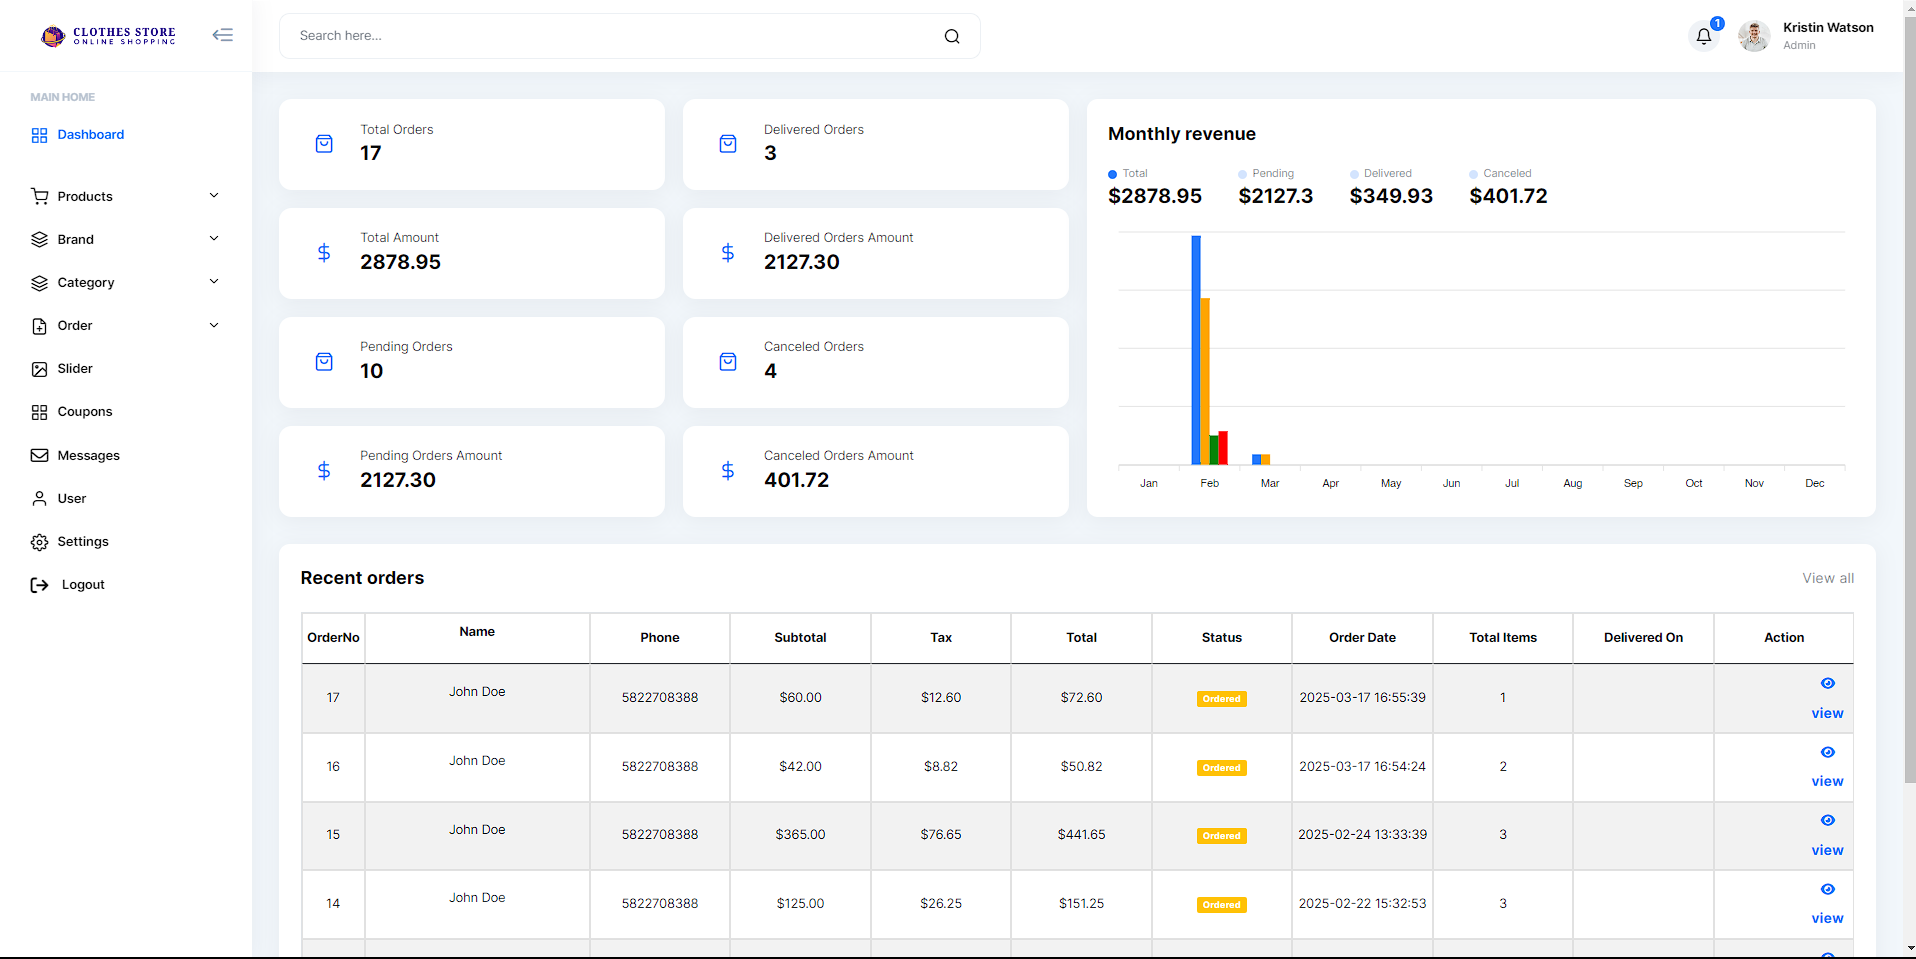 CLOTHES STORE
ONLINE SHOPPING
Search here...
1
Kristin Watson
Admin
MAIN HOME
Dashboard
Products
Brand
Category
Order
Slider
Coupons
Messages
User
Settings
Logout
Total Orders
17
Delivered Orders
3
Total Amount
2878.95
Delivered Orders Amount
2127.30
Pending Orders
10
Canceled Orders
4
Pending Orders Amount
2127.30
Canceled Orders Amount
401.72
Monthly revenue
Total Pending Delivered Canceled
$2878.95 $2127.3 $349.93 $401.72
Jan Feb Mar Apr May Jun Jul Aug Sep Oct Nov Dec
Recent orders
View all
OrderNo Name Phone Subtotal Tax Total Status Order Date Total Items Delivered On Action
17 John Doe 5822708388 $60.00 $12.60 $72.60 Ordered 2025-03-17 16:55:39 1 view
16 John Doe 5822708388 $42.00 $8.82 $50.82 Ordered 2025-03-17 16:54:24 2 view
15 John Doe 5822708388 $365.00 $76.65 $441.65 Ordered 2025-02-24 13:33:39 3 view
14 John Doe 5822708388 $125.00 $26.25 $151.25 Ordered 2025-02-22 15:32:53 3 view